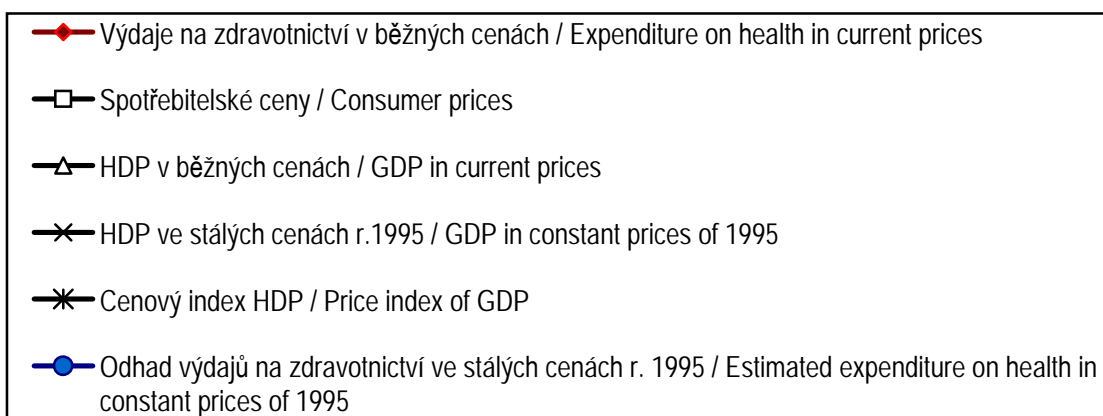 Výdaje na zdravotnictví v běžných cenách / Expenditure on health in current prices
Spotřebitelské ceny / Consumer prices
HDP v běžných cenách / GDP in current prices
HDP ve stálých cenách r.1995 / GDP in constant prices of 1995
Cenový index HDP / Price index of GDP
Odhad výdajů na zdravotnictví ve stálých cenách r. 1995 / Estimated expenditure on health in
constant prices of 1995